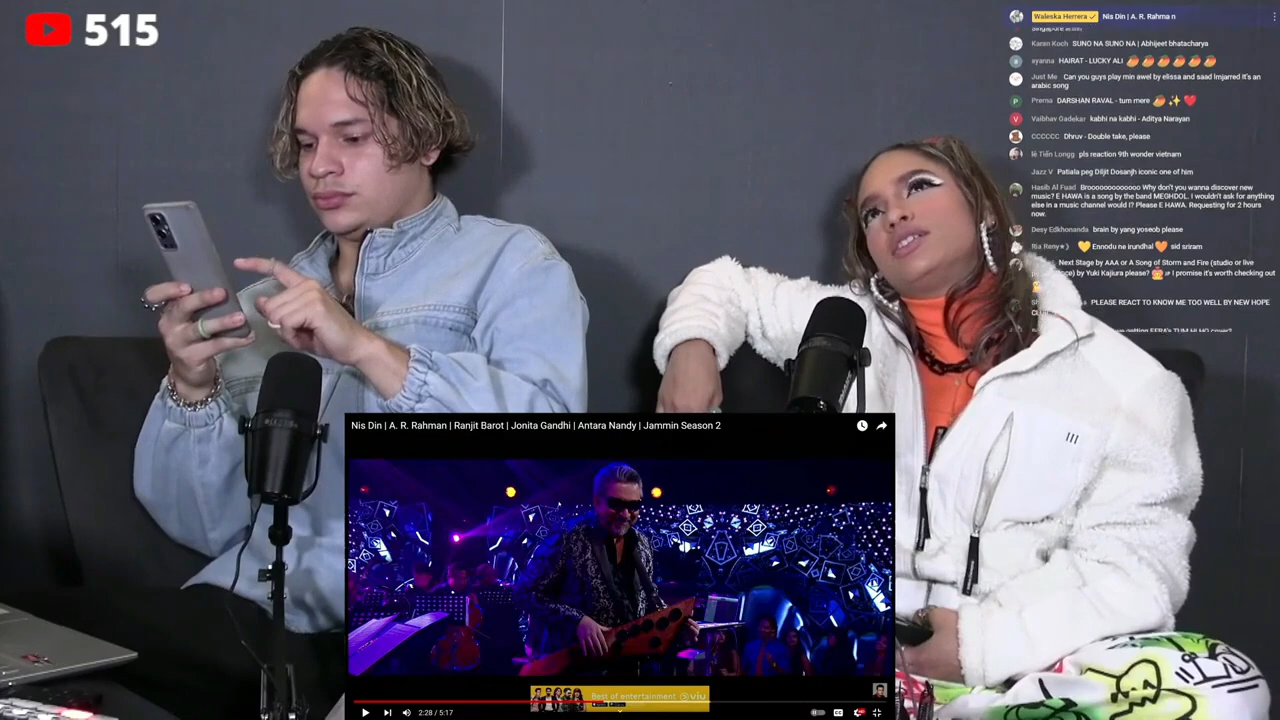 515
Waleska Herrera Nis Din | A. R. Rahma n
Karen Koch SUNO NA SUNO NA | Abhijeet bhatacharya
ayanna HAIRAT - LUCKY ALI 🥭🥭🥭🥭🥭🥭
Just Me Can you guys play min awel by elissa and saad lmjarred it's an
arabic song
Prerna DARSHAN RAVAL - tum mere 🥭✨❤️
Vaibhav Gadekar kabhi na kabhi - Aditya Narayan
CCCCCC Dhruv - Double take, please
lê Tiến Longg pls reaction 9th wonder vietnam
Jazz V Patiala peg Diljit Dosanjh iconic one of him
Hasib Al Fuad Brooooooooooooo Why don't you wanna discover new
music? E HAWA is a song by the band MEGHDOL. I wouldn't ask for anything
else in a music channel would I? Please E HAWA. Requesting for 2 hours
now.
Desy Edkhonanda brain by yang yoseob please
Ria Reny★》 💛 Ennodu ne irundhal 🧡 sid sriram
Next Stage by AAA or A Song of Storm and Fire (studio or live
by Yuki Kajiura please? I promise it's worth checking out
PLEASE REACT TO KNOW ME TOO WELL BY NEW HOPE
Nis Din | A. R. Rahman | Ranjit Barot | Jonita Gandhi | Antara Nandy | Jammin Season 2
Best of entertainment viu
2:28 / 5:17